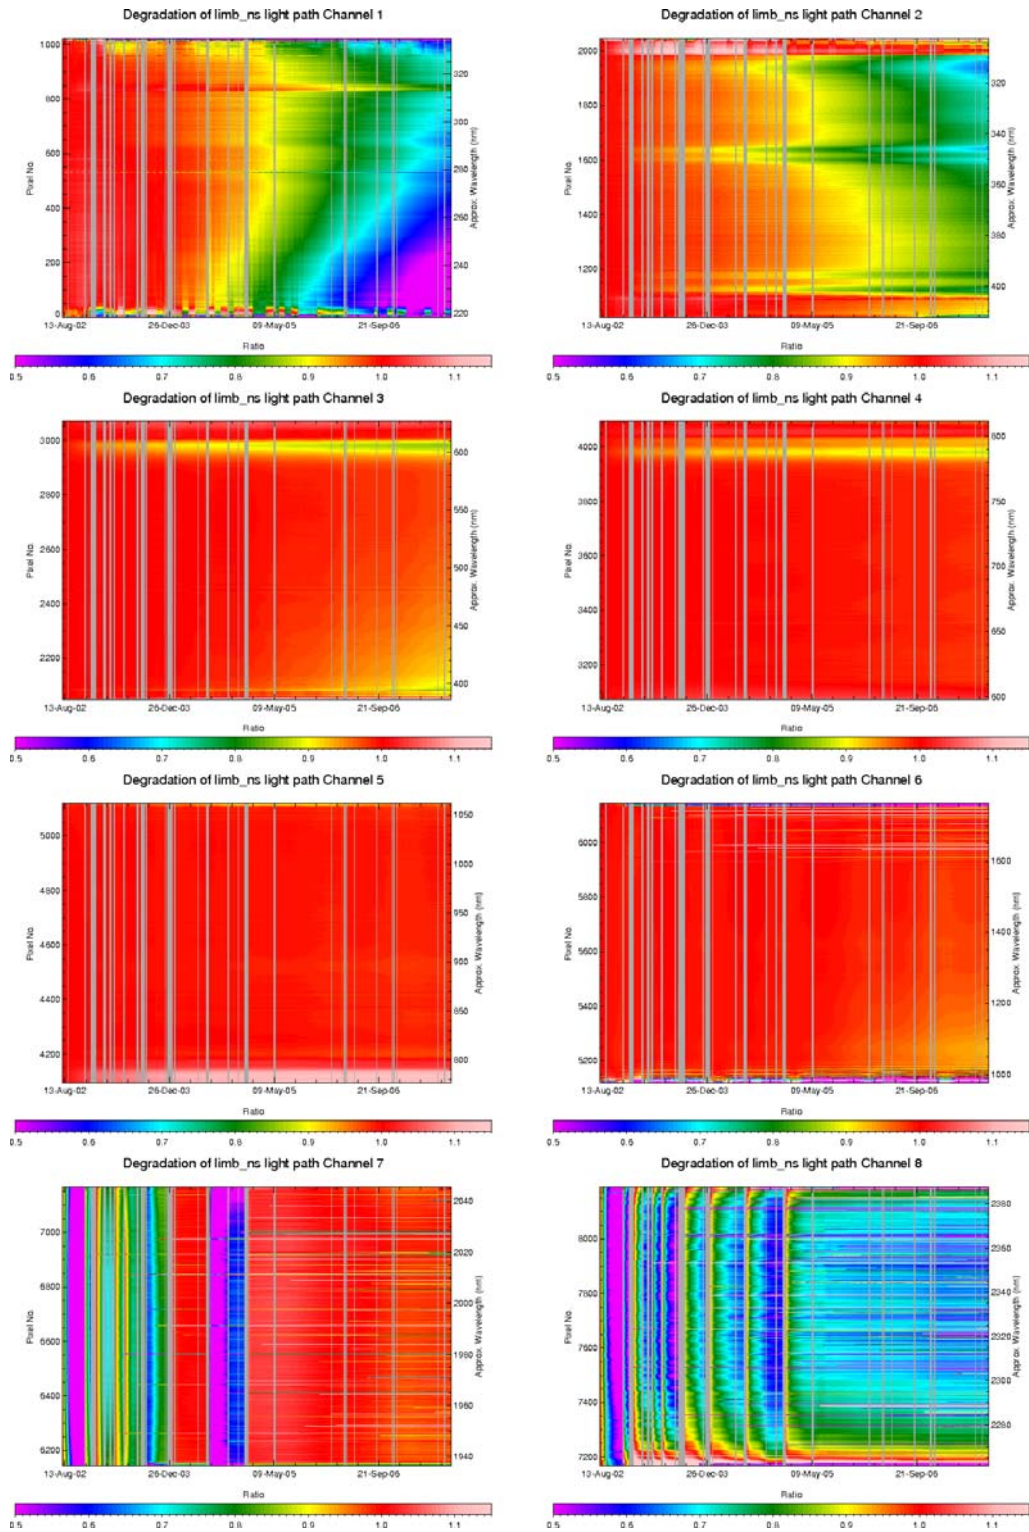 Degradation of limb_ns light path Channel 1
Degradation of limb_ns light path Channel 2
1000
800
600
400
200
0
Pixel No.
320
300
280
260
240
220
Approx. Wavelength (nm)
13-Aug-02 26-Dec-03 09-May-05 21-Sep-06
Ratio
0.5 0.6 0.7 0.8 0.9 1.0 1.1
2000
1800
1600
1400
1200
Pixel No.
320
340
360
380
400
Approx. Wavelength (nm)
13-Aug-02 26-Dec-03 09-May-05 21-Sep-06
Ratio
0.5 0.6 0.7 0.8 0.9 1.0 1.1
Degradation of limb_ns light path Channel 3
Degradation of limb_ns light path Channel 4
3000
2800
2600
2400
2200
Pixel No.
600
550
500
450
400
Approx. Wavelength (nm)
13-Aug-02 26-Dec-03 09-May-05 21-Sep-06
Ratio
0.5 0.6 0.7 0.8 0.9 1.0 1.1
4000
3800
3600
3400
3200
Pixel No.
800
750
700
650
600
Approx. Wavelength (nm)
13-Aug-02 26-Dec-03 09-May-05 21-Sep-06
Ratio
0.5 0.6 0.7 0.8 0.9 1.0 1.1
Degradation of limb_ns light path Channel 5
Degradation of limb_ns light path Channel 6
5000
4800
4600
4400
4200
Pixel No.
1050
1000
950
900
850
800
Approx. Wavelength (nm)
13-Aug-02 26-Dec-03 09-May-05 21-Sep-06
Ratio
0.5 0.6 0.7 0.8 0.9 1.0 1.1
6000
5800
5600
5400
5200
Pixel No.
1600
1400
1200
1000
Approx. Wavelength (nm)
13-Aug-02 26-Dec-03 09-May-05 21-Sep-06
Ratio
0.5 0.6 0.7 0.8 0.9 1.0 1.1
Degradation of limb_ns light path Channel 7
Degradation of limb_ns light path Channel 8
7000
6800
6600
6400
6200
Pixel No.
2040
2020
2000
1980
1960
1940
Approx. Wavelength (nm)
13-Aug-02 26-Dec-03 09-May-05 21-Sep-06
Ratio
0.5 0.6 0.7 0.8 0.9 1.0 1.1
8000
7800
7600
7400
7200
Pixel No.
2380
2360
2340
2320
2300
2280
Approx. Wavelength (nm)
13-Aug-02 26-Dec-03 09-May-05 21-Sep-06
Ratio
0.5 0.6 0.7 0.8 0.9 1.0 1.1